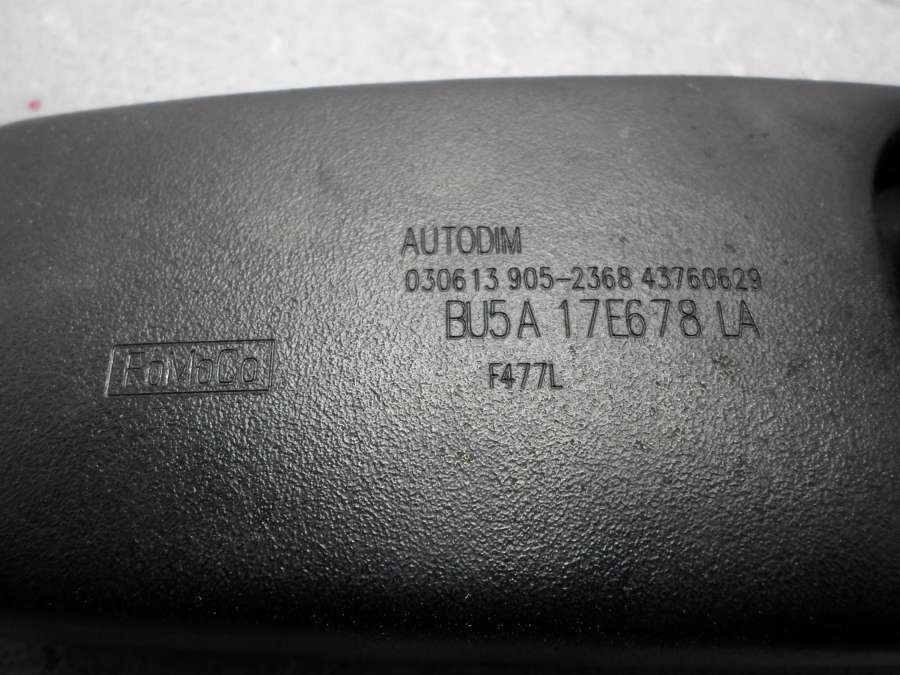 AUTODIM
030613 905-2368 43760629
BU5A 17E678 LA
FoMoCo
F477L